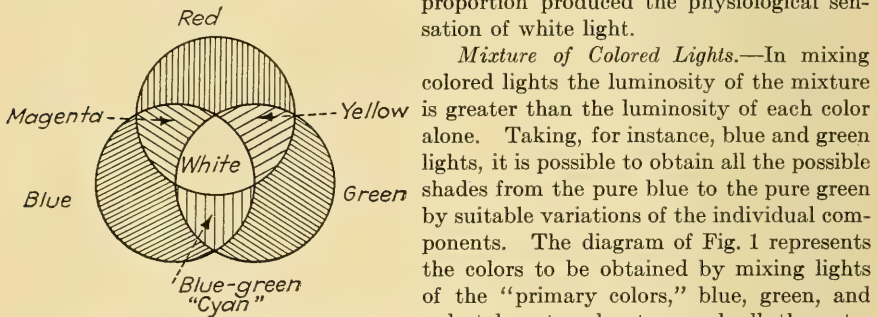 Red
Magenta
Yellow
White
Blue
Green
Blue-green
"Cyan"
proportion produced the physiological sen-
sation of white light.
Mixture of Colored Lights.—In mixing
colored lights the luminosity of the mixture
is greater than the luminosity of each color
alone. Taking, for instance, blue and green
lights, it is possible to obtain all the possible
shades from the pure blue to the pure green
by suitable variations of the individual com-
ponents. The diagram of Fig. 1 represents
the colors to be obtained by mixing lights
of the "primary colors," blue, green, and